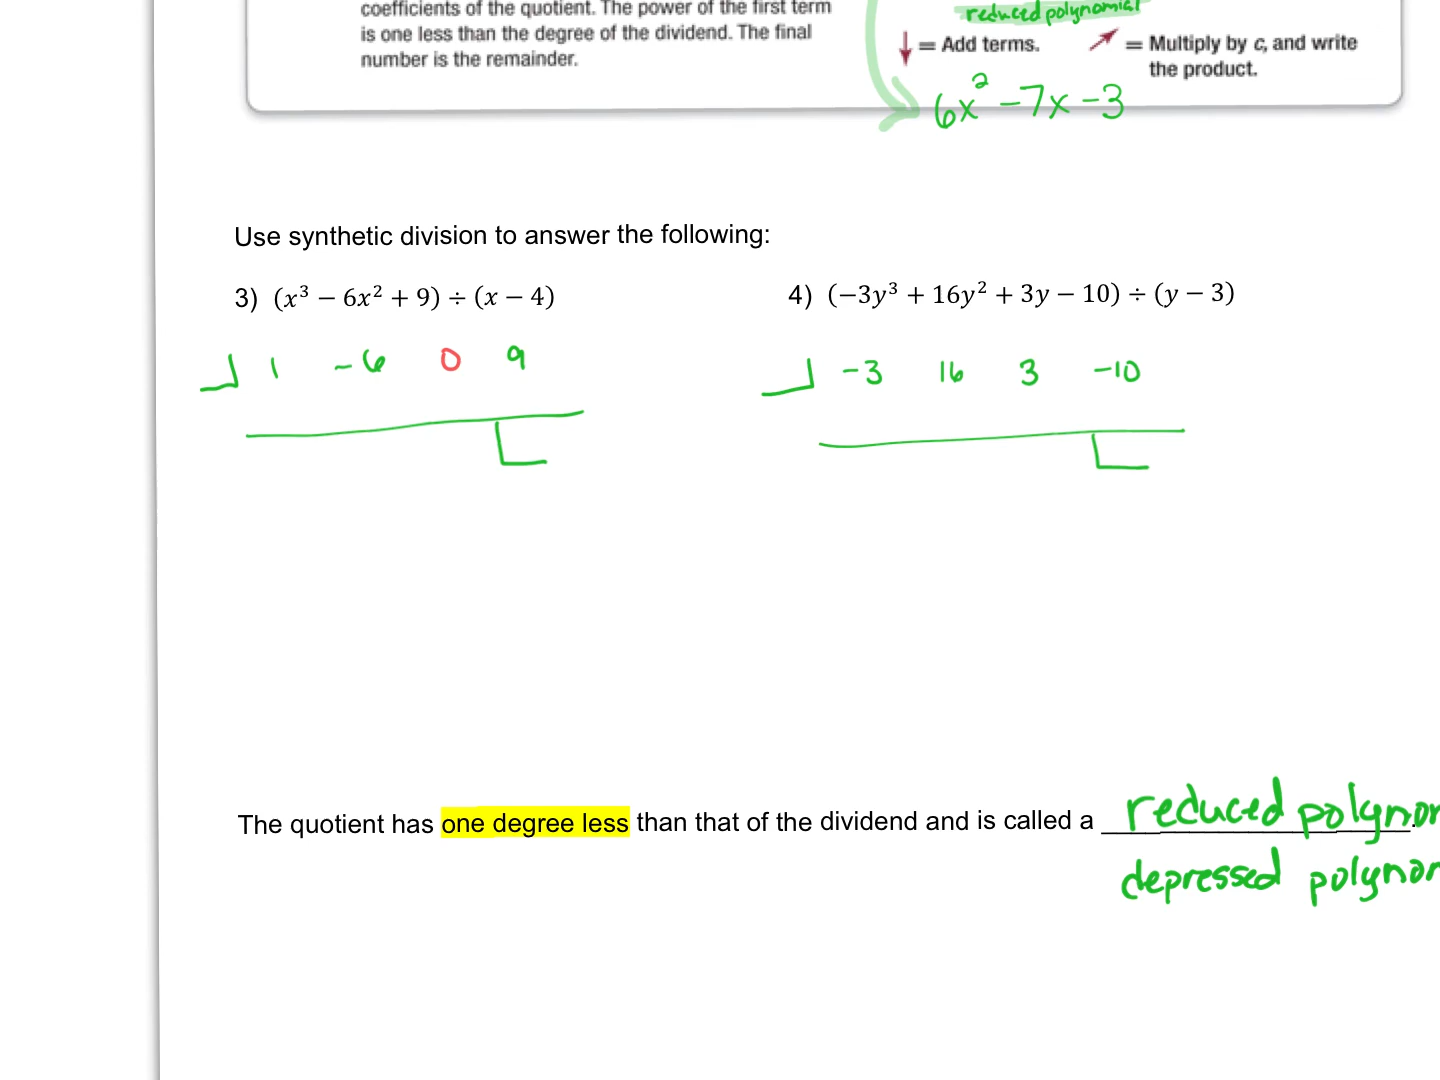 coefficients of the quotient. The power of the first term
is one less than the degree of the dividend. The final
number is the remainder.
reduced polynomial
↓ = Add terms. ↗ = Multiply by c, and write
the product.
6x² −7x −3
Use synthetic division to answer the following:
3) (x³ − 6x² + 9) ÷ (x − 4)
4) (−3y³ + 16y² + 3y − 10) ÷ (y − 3)
1 −6 0 9
−3 16 3 −10
The quotient has one degree less than that of the dividend and is called a reduced polynom
depressed polynom